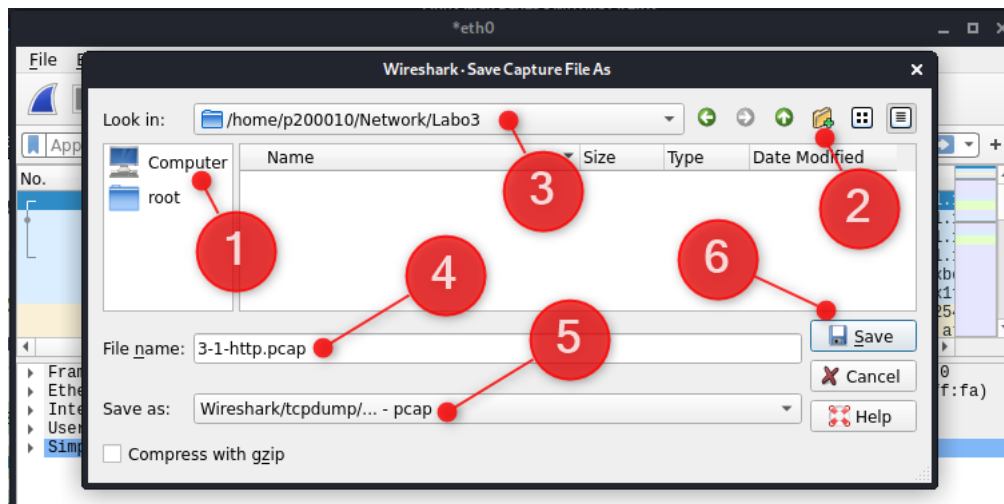 *eth0
File
Wireshark · Save Capture File As
Look in: /home/p200010/Network/Labo3
App
Computer
root
Name Size Type Date Modified
No.
1
2
3
4
5
6
File name: 3-1-http.pcap
Save
Cancel
Save as: Wireshark/tcpdump/... - pcap
Help
Compress with gzip
Fram
Ethe
Inte
User
Simp
f:fa)